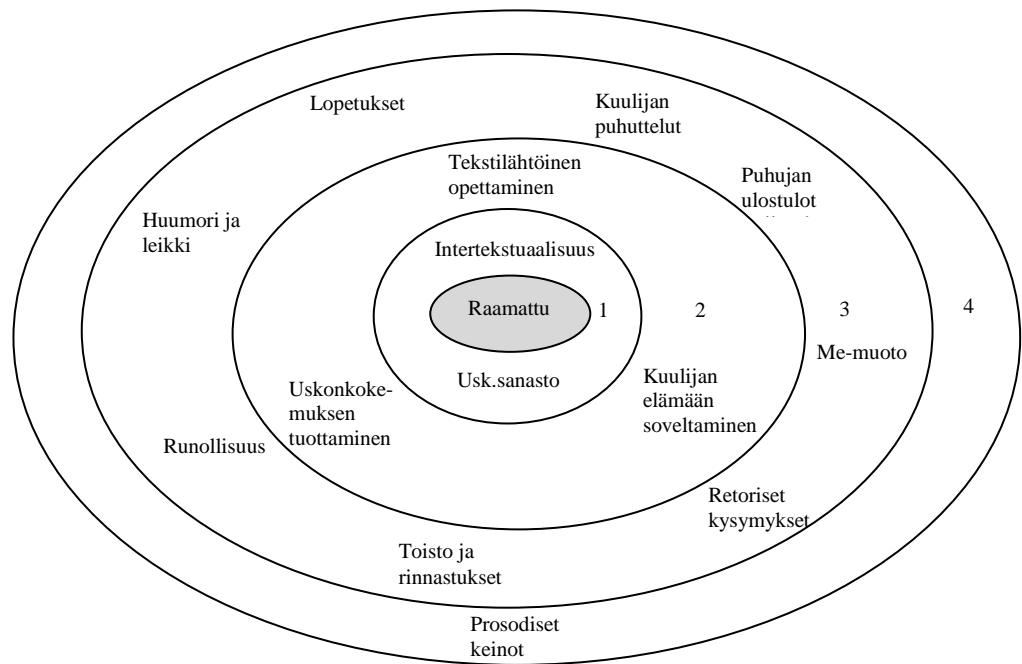 Lopetukset
Kuulijan
puhuttelut
Tekstilähtöinen
opettaminen
Puhujan
ulostulot
Huumori ja
leikki
Intertekstuaalisuus
Raamattu
1
2
3
4
Me-muoto
Usk.sanasto
Kuulijan
elämään
soveltaminen
Uskonkoke-
muksen
tuottaminen
Runollisuus
Retoriset
kysymykset
Toisto ja
rinnastukset
Prosodiset
keinot